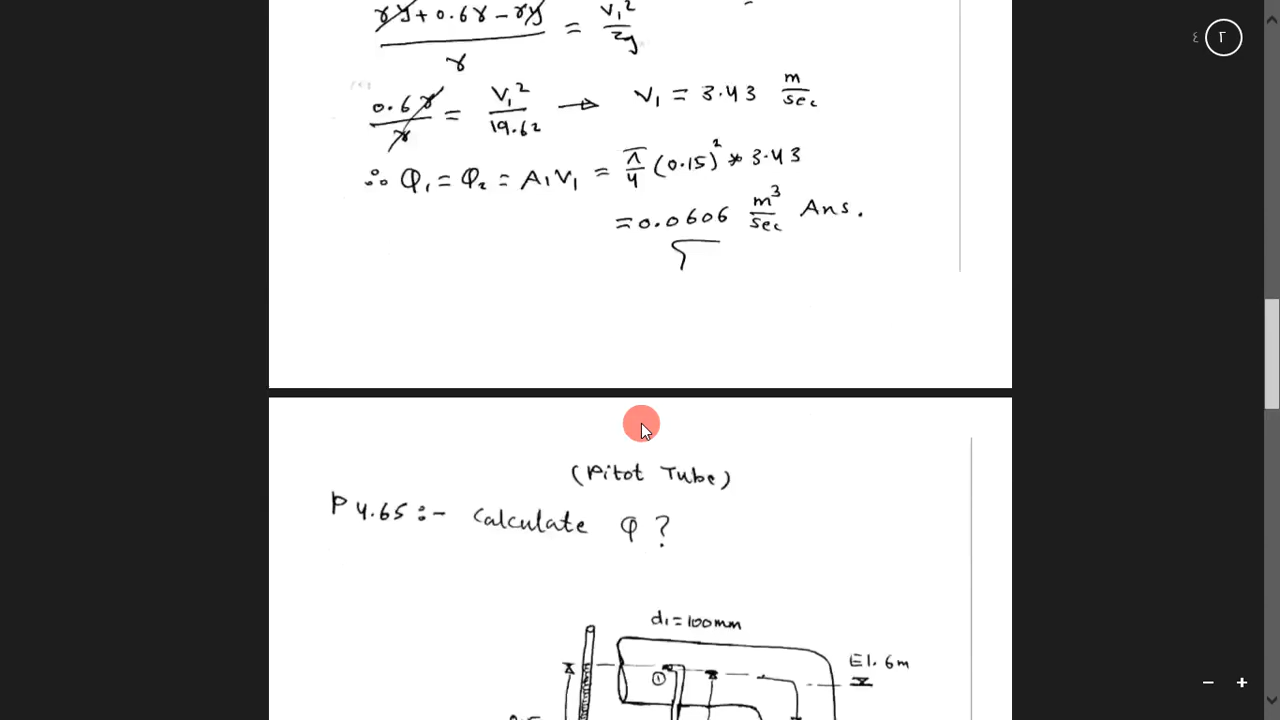 ٤ ٢
γy + 0.6γ - γy / γ = V₁² / 2g
0.6γ / γ = V₁² / 19.62 → V₁ = 3.43 m/sec
∴ Q₁ = Q₂ = A₁V₁ = π/4 (0.15)² * 3.43
= 0.0606 m³/sec Ans.
(Pitot Tube)
P 4.65 :- Calculate Q ?
d₁ = 100mm
El. 6m
①